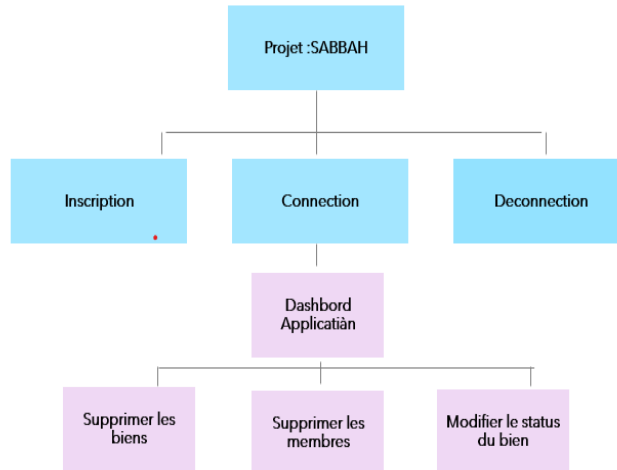 Projet :SABBAH
Inscription
Connection
Deconnection
Dashbord
Applicatiàn
Supprimer les
biens
Supprimer les
membres
Modifier le status
du bien